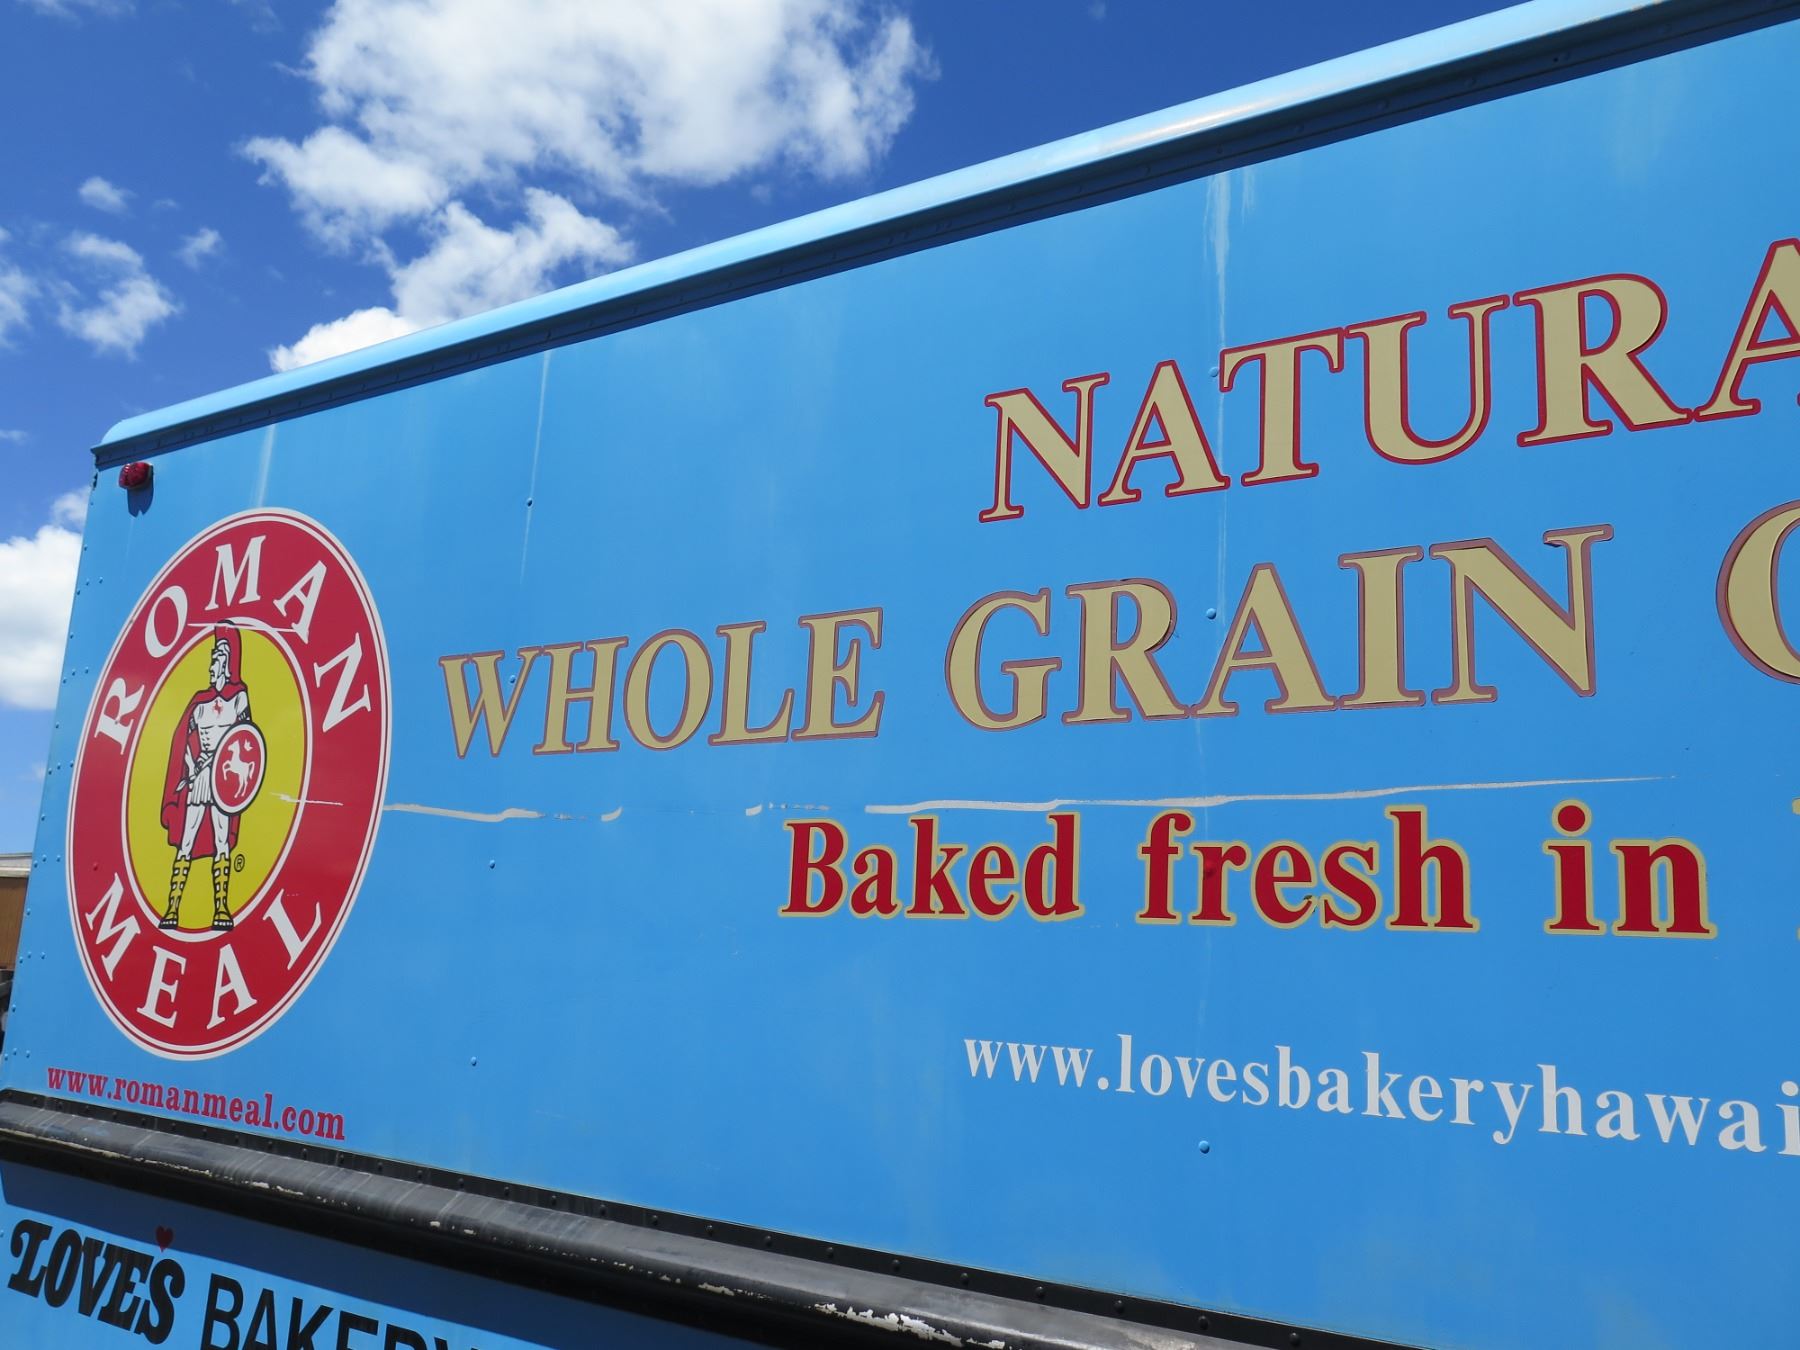 NATURA
WHOLE GRAIN
Baked fresh in
ROMAN
MEAL
®
www.romanmeal.com
www.lovesbakeryhawai
LOVE'S BAKERY